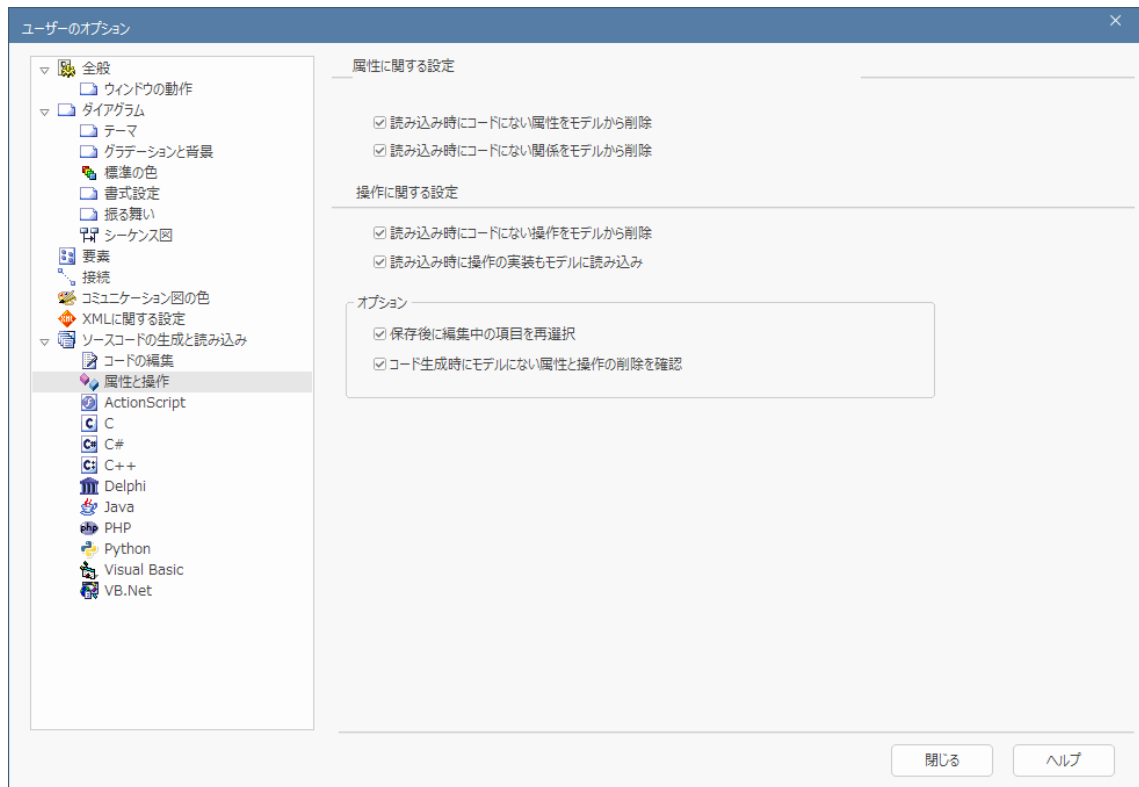 ユーザーのオプション
全般
ウィンドウの動作
ダイアグラム
テーマ
グラデーションと背景
標準の色
書式設定
振る舞い
シーケンス図
要素
接続
コミュニケーション図の色
XMLに関する設定
ソースコードの生成と読み込み
コードの編集
属性と操作
ActionScript
C
C#
C++
Delphi
Java
PHP
Python
Visual Basic
VB.Net
属性に関する設定
読み込み時にコードにない属性をモデルから削除
読み込み時にコードにない関係をモデルから削除
操作に関する設定
読み込み時にコードにない操作をモデルから削除
読み込み時に操作の実装もモデルに読み込み
オプション
保存後に編集中の項目を再選択
コード生成時にモデルにない属性と操作の削除を確認
閉じる
ヘルプ